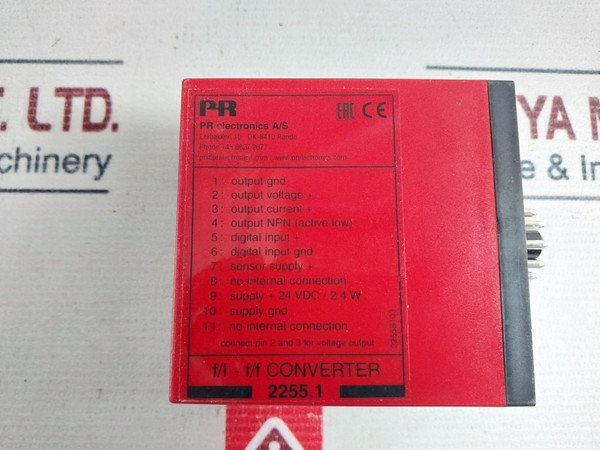 PR
EAC CE
PR electronics A/S
1 : output gnd
2 : output voltage +
3 : output current +
4 : output NPN (active low)
5 : digital input +
6 : digital input gnd
7 : sensor supply +
8 : no internal connection
9 : supply + 24 VDC / 2.4 W
10 : supply gnd.
11 : no internal connection
connect pin 2 and 3 for voltage output
f/I - f/f CONVERTER
2255.1
LTD.
chinery
YA M
& Ins